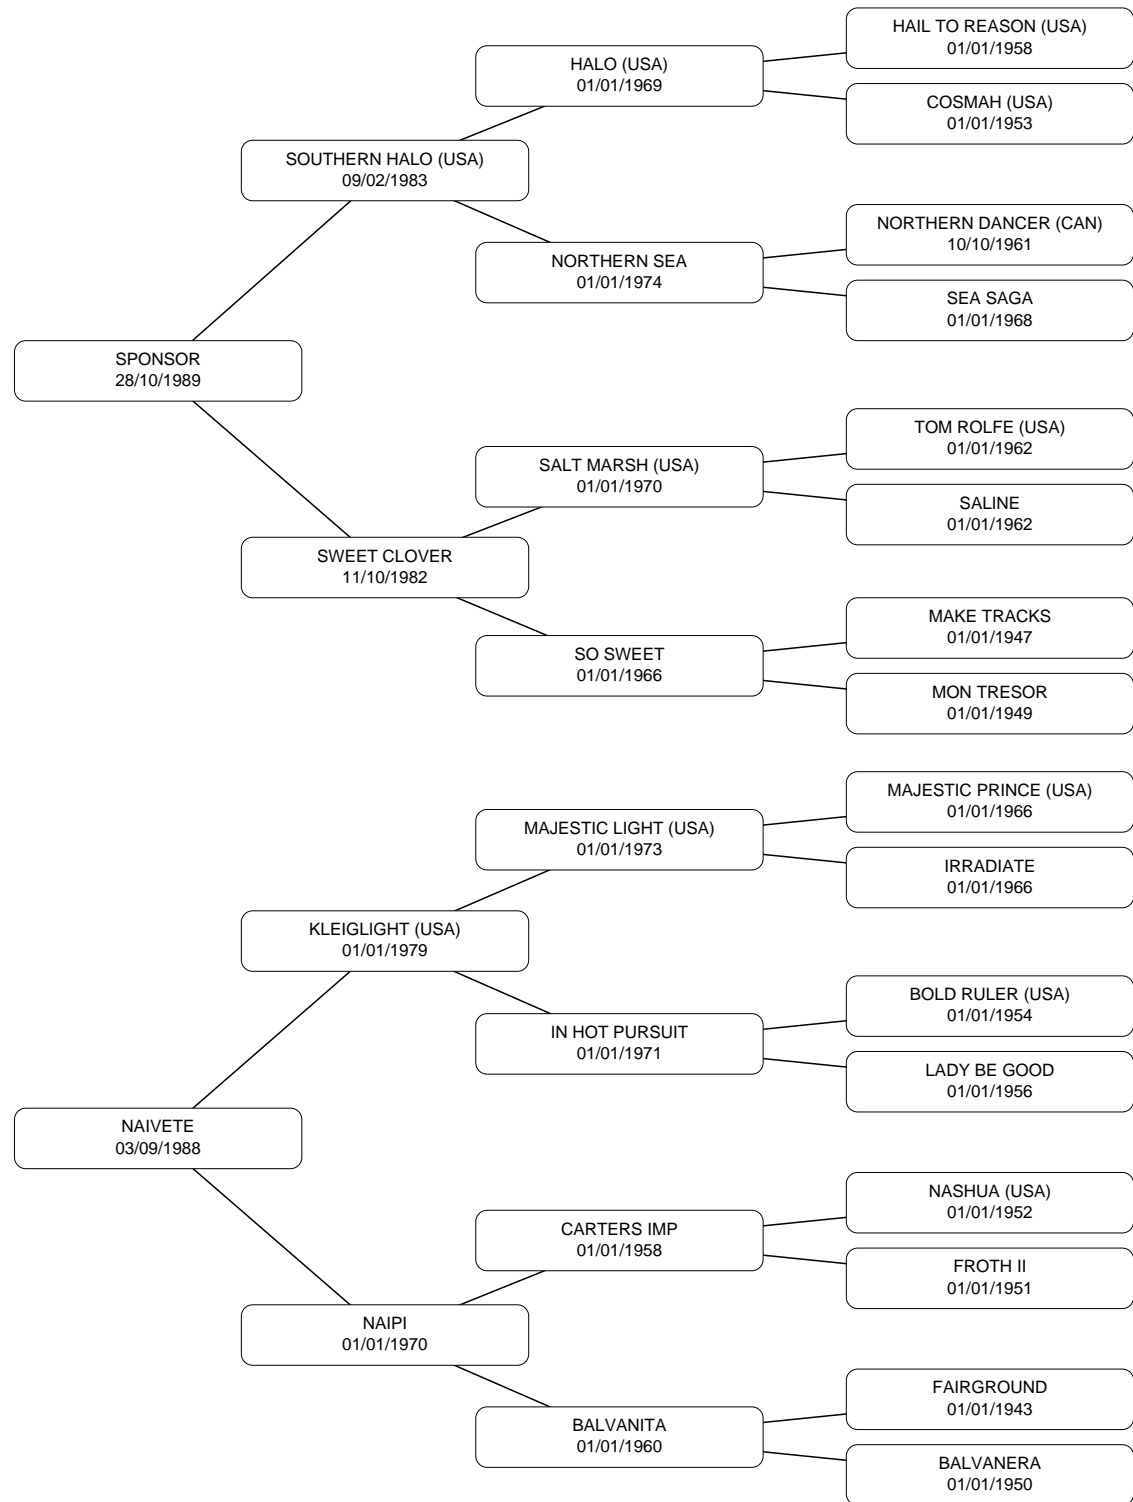 HAIL TO REASON (USA)
01/01/1958
HALO (USA)
01/01/1969
COSMAH (USA)
01/01/1953
SOUTHERN HALO (USA)
09/02/1983
NORTHERN DANCER (CAN)
10/10/1961
NORTHERN SEA
01/01/1974
SEA SAGA
01/01/1968
SPONSOR
28/10/1989
TOM ROLFE (USA)
01/01/1962
SALT MARSH (USA)
01/01/1970
SALINE
01/01/1962
SWEET CLOVER
11/10/1982
MAKE TRACKS
01/01/1947
SO SWEET
01/01/1966
MON TRESOR
01/01/1949
MAJESTIC PRINCE (USA)
01/01/1966
MAJESTIC LIGHT (USA)
01/01/1973
IRRADIATE
01/01/1966
KLEIGLIGHT (USA)
01/01/1979
BOLD RULER (USA)
01/01/1954
IN HOT PURSUIT
01/01/1971
LADY BE GOOD
01/01/1956
NAIVETE
03/09/1988
NASHUA (USA)
01/01/1952
CARTERS IMP
01/01/1958
FROTH II
01/01/1951
NAIPI
01/01/1970
FAIRGROUND
01/01/1943
BALVANITA
01/01/1960
BALVANERA
01/01/1950